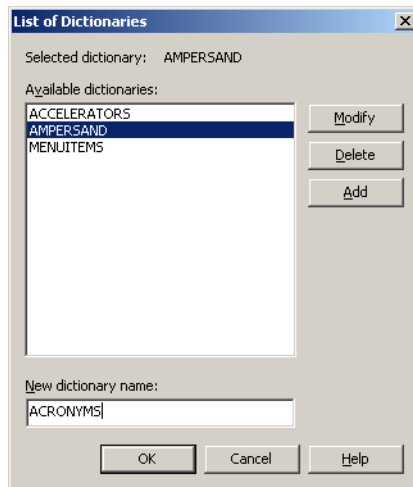 List of Dictionaries
Selected dictionary: AMPERSAND
Available dictionaries:
ACCELERATORS
AMPERSAND
MENUITEMS
Modify
Delete
Add
New dictionary name:
ACRONYMS
OK Cancel Help